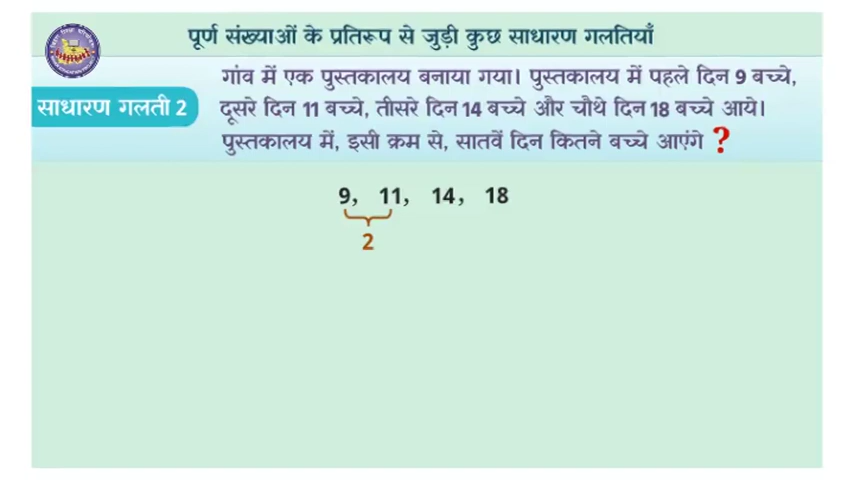 पूर्ण संख्याओं के प्रतिरूप से जुड़ी कुछ साधारण गलतियाँ
साधारण गलती 2
गांव में एक पुस्तकालय बनाया गया। पुस्तकालय में पहले दिन 9 बच्चे,
दूसरे दिन 11 बच्चे, तीसरे दिन 14 बच्चे और चौथे दिन 18 बच्चे आये।
पुस्तकालय में, इसी क्रम से, सातवें दिन कितने बच्चे आएंगे ?
9, 11, 14, 18
2